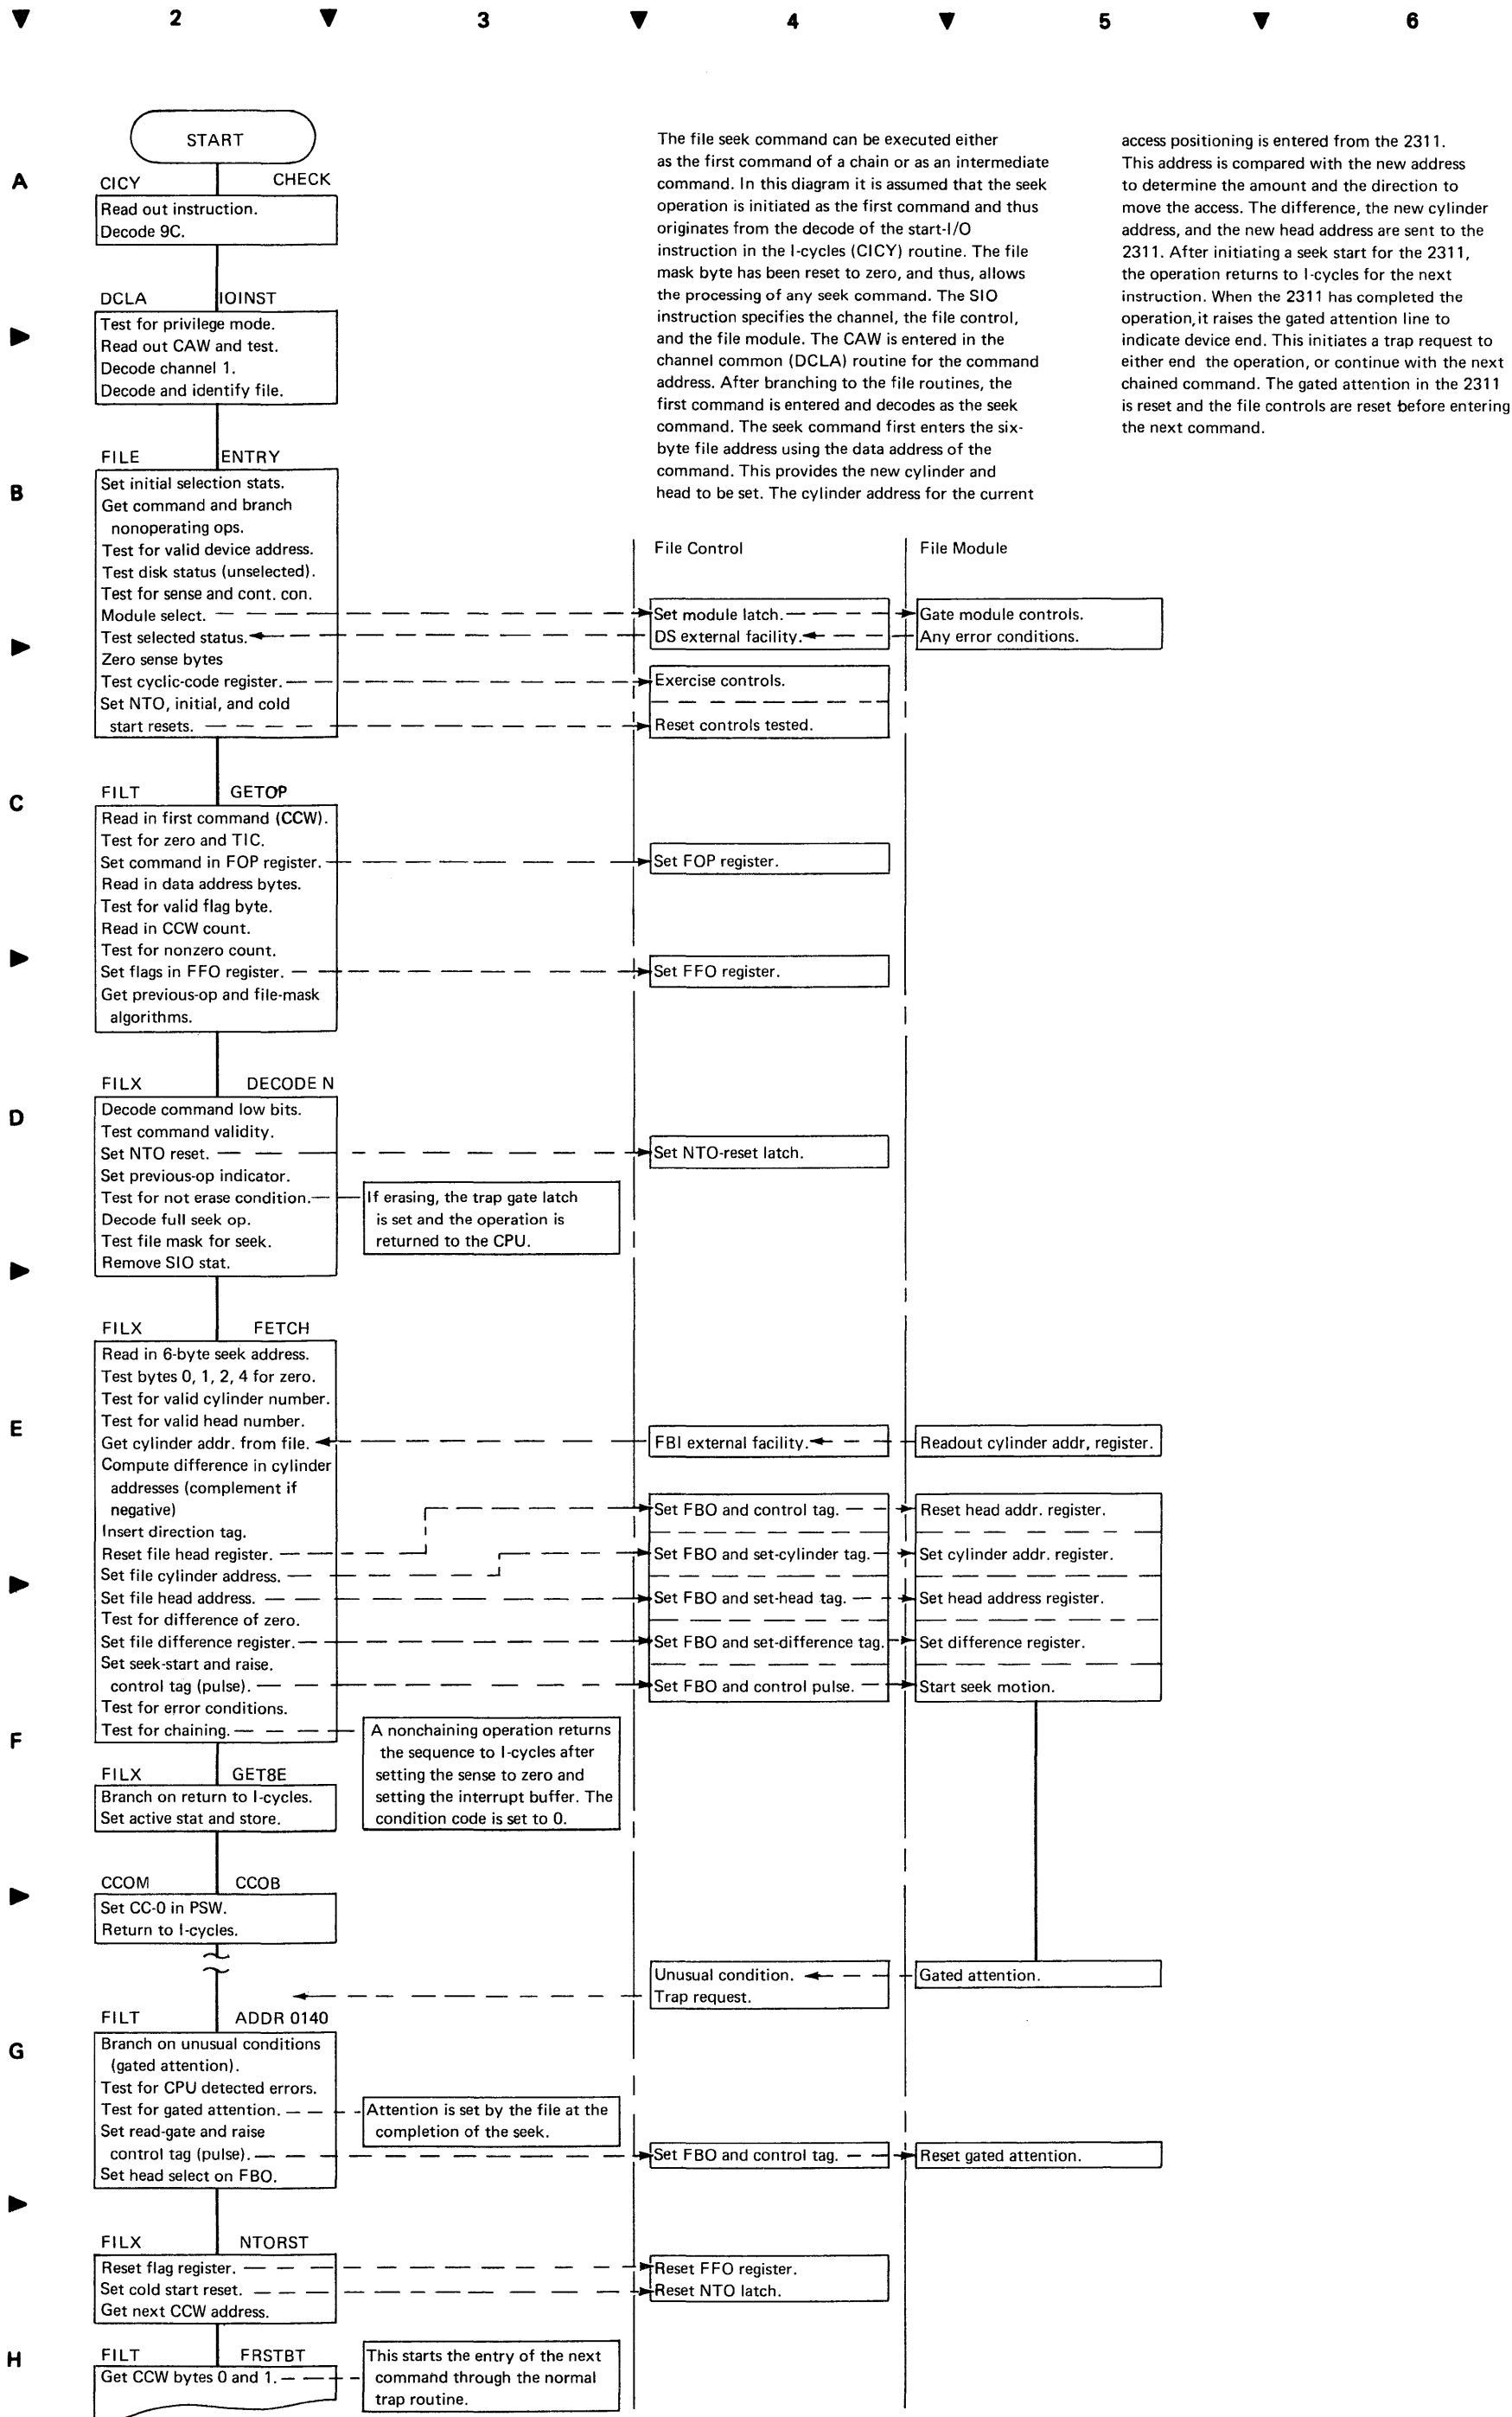 2 3 4 5 6
START
A
CICY CHECK
Read out instruction.
Decode 9C.
DCLA IOINST
Test for privilege mode.
Read out CAW and test.
Decode channel 1.
Decode and identify file.
The file seek command can be executed either
as the first command of a chain or as an intermediate
command. In this diagram it is assumed that the seek
operation is initiated as the first command and thus
originates from the decode of the start-I/O
instruction in the I-cycles (CICY) routine. The file
mask byte has been reset to zero, and thus, allows
the processing of any seek command. The SIO
instruction specifies the channel, the file control,
and the file module. The CAW is entered in the
channel common (DCLA) routine for the command
address. After branching to the file routines, the
first command is entered and decodes as the seek
command. The seek command first enters the six-
byte file address using the data address of the
command. This provides the new cylinder and
head to be set. The cylinder address for the current
access positioning is entered from the 2311.
This address is compared with the new address
to determine the amount and the direction to
move the access. The difference, the new cylinder
address, and the new head address are sent to the
2311. After initiating a seek start for the 2311,
the operation returns to I-cycles for the next
instruction. When the 2311 has completed the
operation, it raises the gated attention line to
indicate device end. This initiates a trap request to
either end the operation, or continue with the next
chained command. The gated attention in the 2311
is reset and the file controls are reset before entering
the next command.
B
FILE ENTRY
Set initial selection stats.
Get command and branch
nonoperating ops.
Test for valid device address.
Test disk status (unselected).
Test for sense and cont. con.
Module select.
Test selected status.
Zero sense bytes
Test cyclic-code register.
Set NTO, initial, and cold
start resets.
File Control
File Module
Set module latch.
DS external facility.
Gate module controls.
Any error conditions.
Exercise controls.
Reset controls tested.
C
FILT GETOP
Read in first command (CCW).
Test for zero and TIC.
Set command in FOP register.
Read in data address bytes.
Test for valid flag byte.
Read in CCW count.
Test for nonzero count.
Set flags in FFO register.
Get previous-op and file-mask
algorithms.
Set FOP register.
Set FFO register.
D
FILX DECODE N
Decode command low bits.
Test command validity.
Set NTO reset.
Set previous-op indicator.
Test for not erase condition.
Decode full seek op.
Test file mask for seek.
Remove SIO stat.
If erasing, the trap gate latch
is set and the operation is
returned to the CPU.
Set NTO-reset latch.
E
FILX FETCH
Read in 6-byte seek address.
Test bytes 0, 1, 2, 4 for zero.
Test for valid cylinder number.
Test for valid head number.
Get cylinder addr. from file.
Compute difference in cylinder
addresses (complement if
negative)
Insert direction tag.
Reset file head register.
Set file cylinder address.
Set file head address.
Test for difference of zero.
Set file difference register.
Set seek-start and raise
control tag (pulse).
Test for error conditions.
Test for chaining.
FBI external facility.
Readout cylinder addr, register.
Set FBO and control tag.
Reset head addr. register.
Set FBO and set-cylinder tag.
Set cylinder addr. register.
Set FBO and set-head tag.
Set head address register.
Set FBO and set-difference tag.
Set difference register.
Set FBO and control pulse.
Start seek motion.
F
A nonchaining operation returns
the sequence to I-cycles after
setting the sense to zero and
setting the interrupt buffer. The
condition code is set to 0.
FILX GET8E
Branch on return to I-cycles.
Set active stat and store.
CCOM CCOB
Set CC-0 in PSW.
Return to I-cycles.
Unusual condition.
Trap request.
Gated attention.
G
FILT ADDR 0140
Branch on unusual conditions
(gated attention).
Test for CPU detected errors.
Test for gated attention.
Set read-gate and raise
control tag (pulse).
Set head select on FBO.
Attention is set by the file at the
completion of the seek.
Set FBO and control tag.
Reset gated attention.
FILX NTORST
Reset flag register.
Set cold start reset.
Get next CCW address.
Reset FFO register.
Reset NTO latch.
H
FILT FRSTBT
Get CCW bytes 0 and 1.
This starts the entry of the next
command through the normal
trap routine.